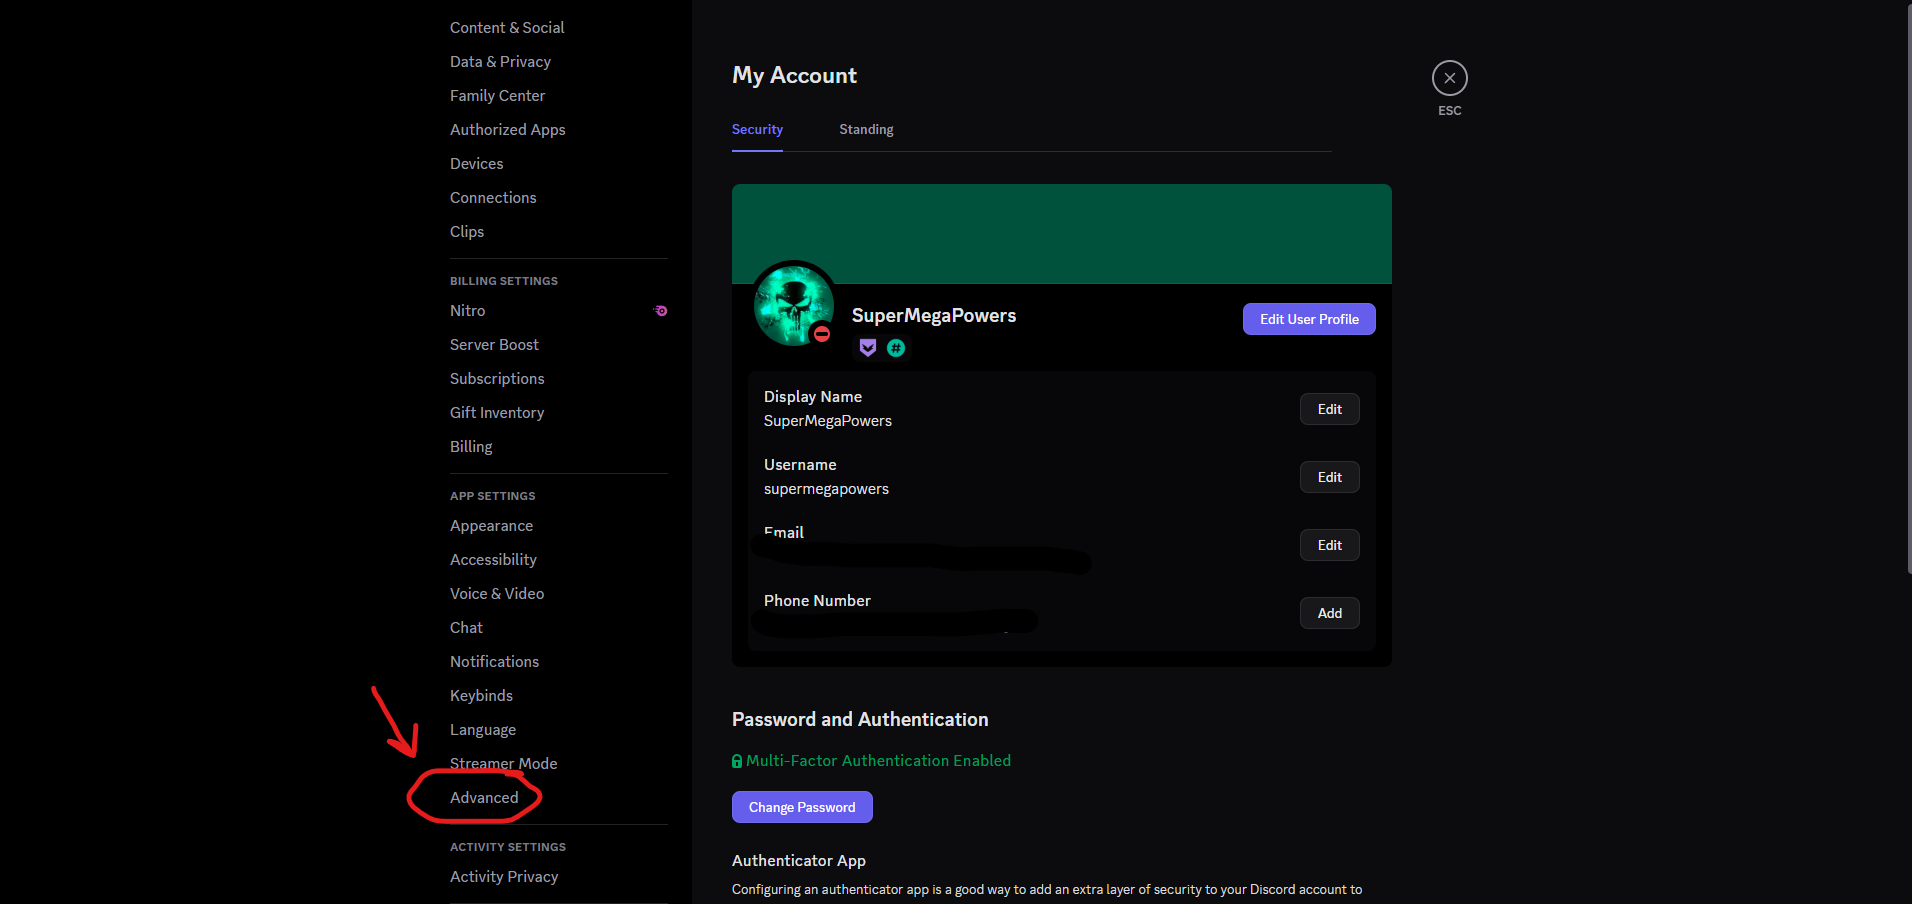 Content & Social
Data & Privacy
Family Center
Authorized Apps
Devices
Connections
Clips
BILLING SETTINGS
Nitro
Server Boost
Subscriptions
Gift Inventory
Billing
APP SETTINGS
Appearance
Accessibility
Voice & Video
Chat
Notifications
Keybinds
Language
Streamer Mode
Advanced
ACTIVITY SETTINGS
Activity Privacy
My Account
ESC
Security Standing
SuperMegaPowers
Edit User Profile
#
Display Name
SuperMegaPowers
Edit
Username
supermegapowers
Edit
Email
Edit
Phone Number
Add
Password and Authentication
Multi-Factor Authentication Enabled
Change Password
Authenticator App
Configuring an authenticator app is a good way to add an extra layer of security to your Discord account to